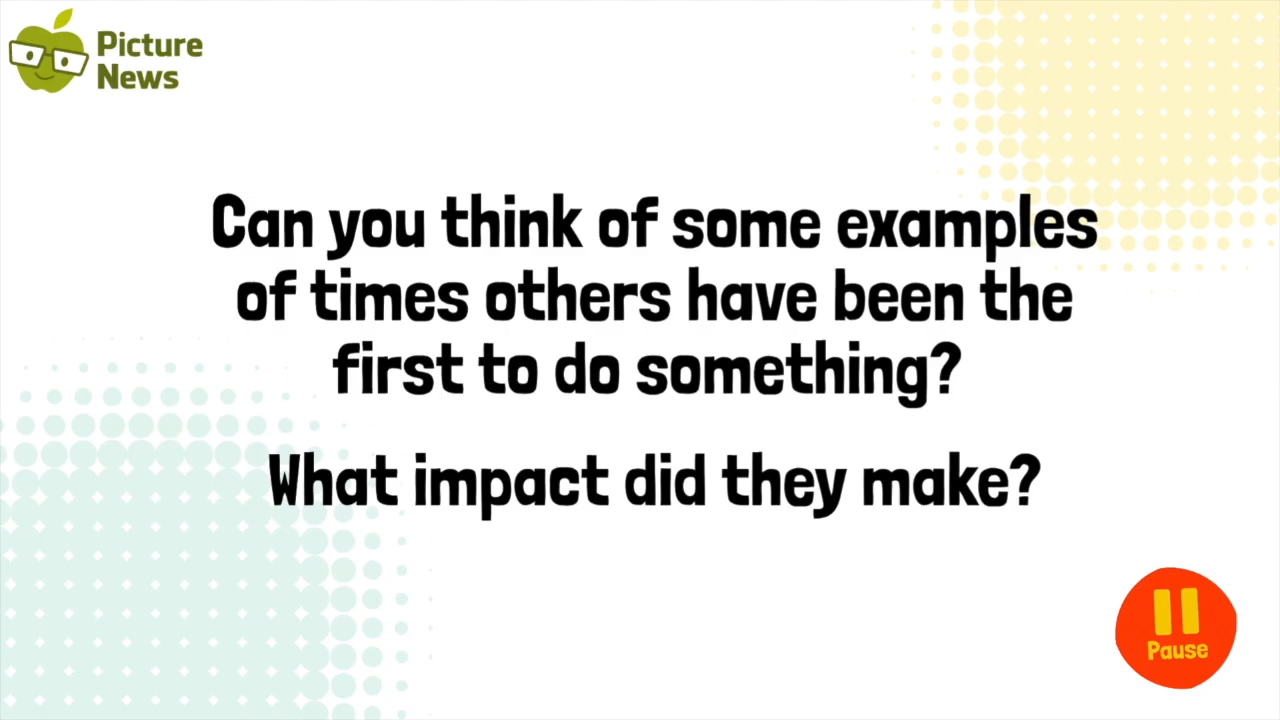 Picture
News
Can you think of some examples
of times others have been the
first to do something?
What impact did they make?
Pause